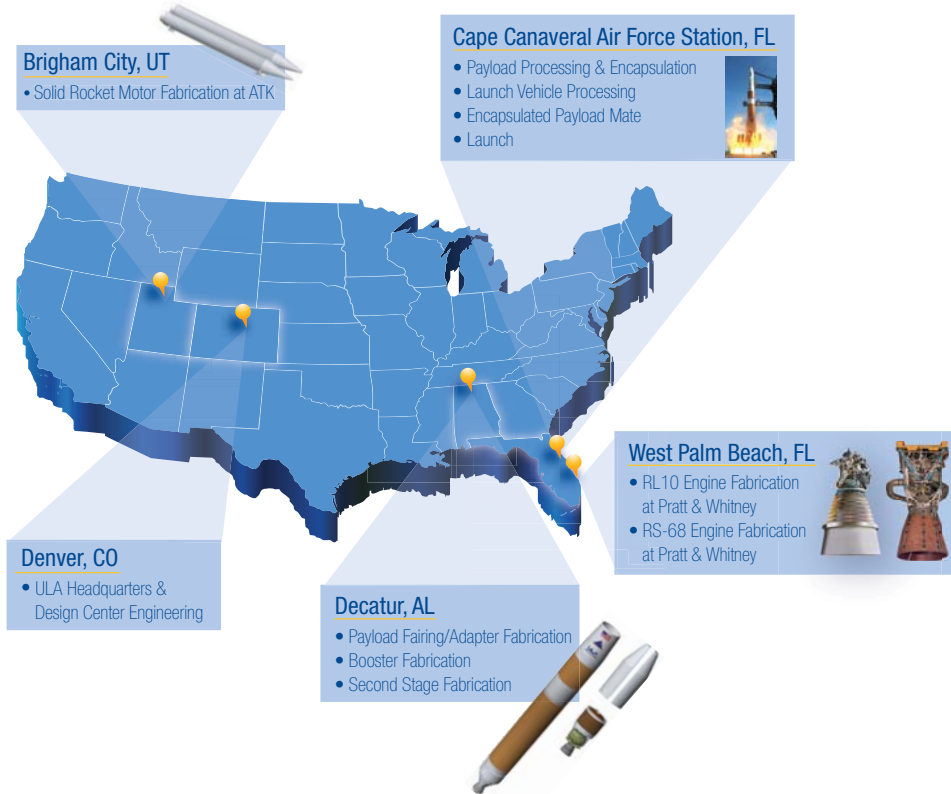 Brigham City, UT
• Solid Rocket Motor Fabrication at ATK
Cape Canaveral Air Force Station, FL
• Payload Processing & Encapsulation
• Launch Vehicle Processing
• Encapsulated Payload Mate
• Launch
West Palm Beach, FL
• RL10 Engine Fabrication
at Pratt & Whitney
• RS-68 Engine Fabrication
at Pratt & Whitney
Denver, CO
• ULA Headquarters &
Design Center Engineering
Decatur, AL
• Payload Fairing/Adapter Fabrication
• Booster Fabrication
• Second Stage Fabrication